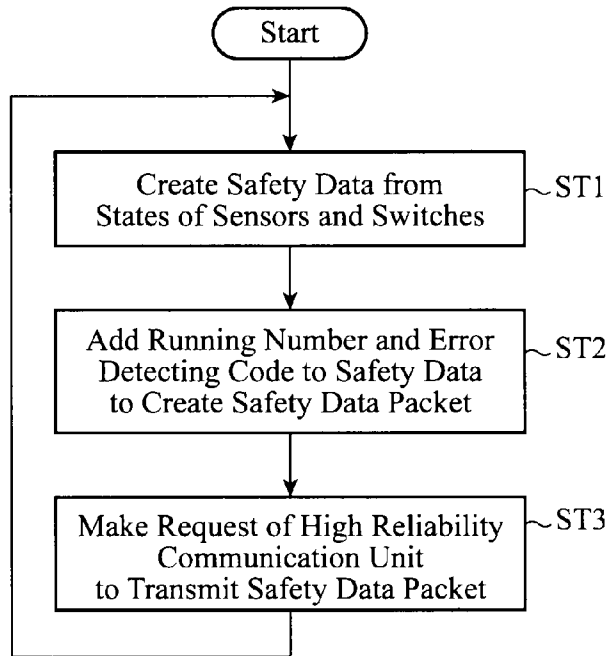 Start
Create Safety Data from
States of Sensors and Switches
ST1
Add Running Number and Error
Detecting Code to Safety Data
to Create Safety Data Packet
ST2
Make Request of High Reliability
Communication Unit
to Transmit Safety Data Packet
ST3